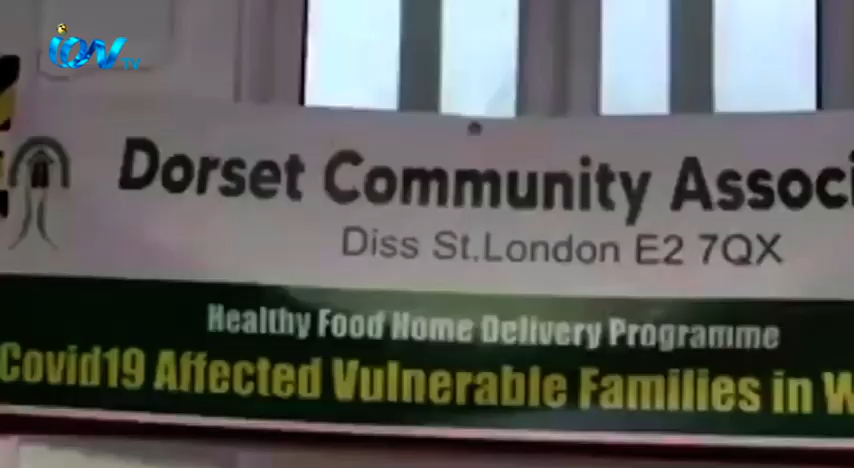 iON TV
Dorset Community Associ
Diss St.London E2 7QX
Healthy Food Home Delivery Programme
Covid19 Affected Vulnerable Families in W